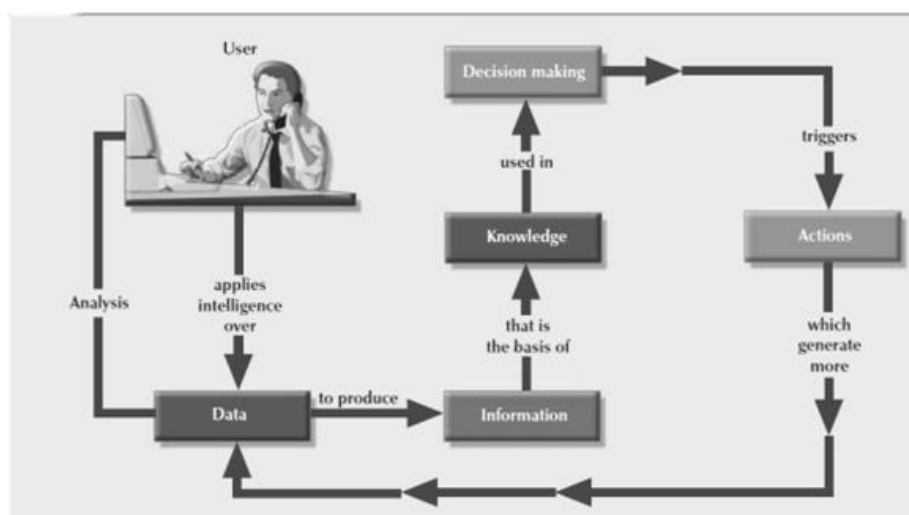 User
Analysis
applies
intelligence
over
Data
to produce
Information
that is
the basis of
Knowledge
used in
Decision making
triggers
Actions
which
generate
more